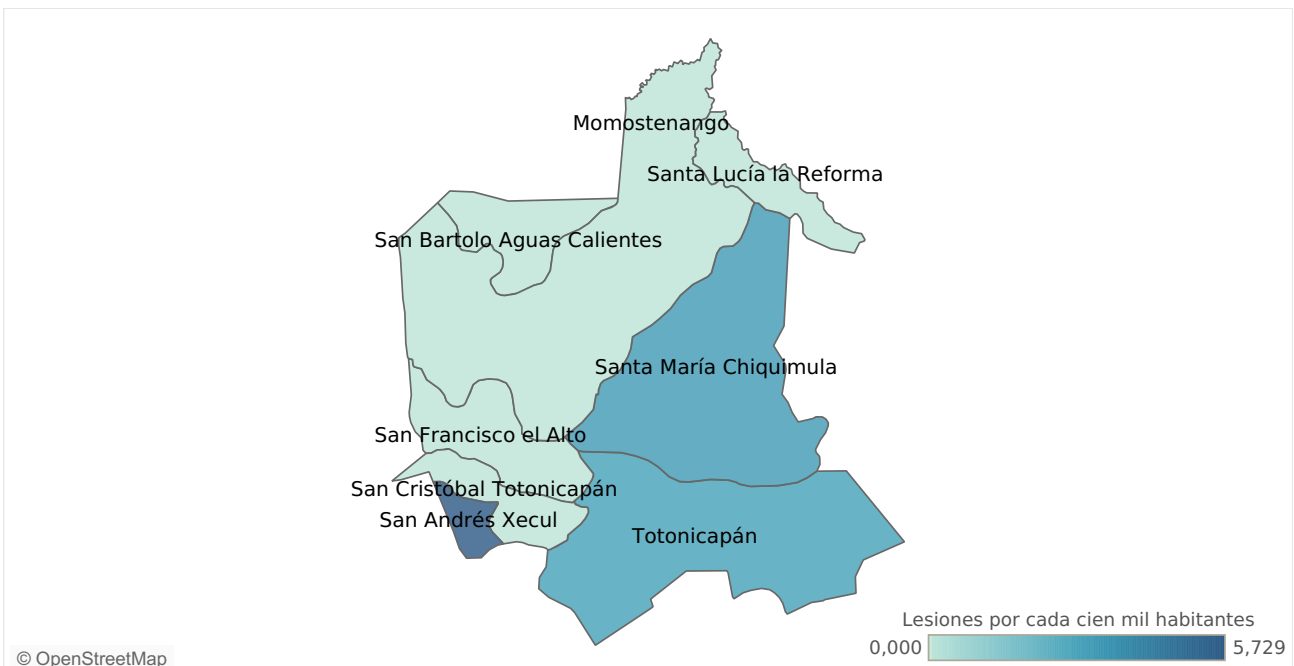 Momostenango
Santa Lucía la Reforma
San Bartolo Aguas Calientes
Santa María Chiquimula
San Francisco el Alto
San Cristóbal Totonicapán
San Andrés Xecul
Totonicapán
Lesiones por cada cien mil habitantes
0,000 5,729
© OpenStreetMap